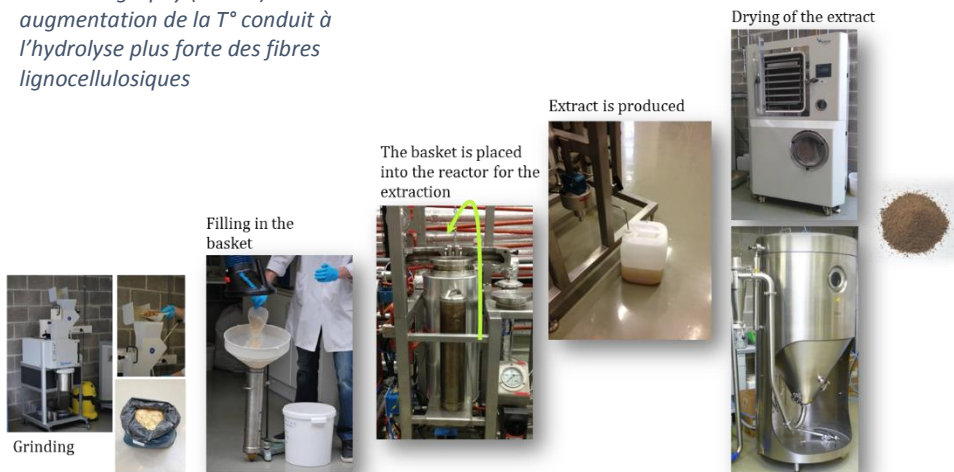 augmentation de la T° conduit à
l'hydrolyse plus forte des fibres
lignocellulosiques
Drying of the extract
Extract is produced
The basket is placed
into the reactor for the
extraction
Filling in the
basket
Grinding